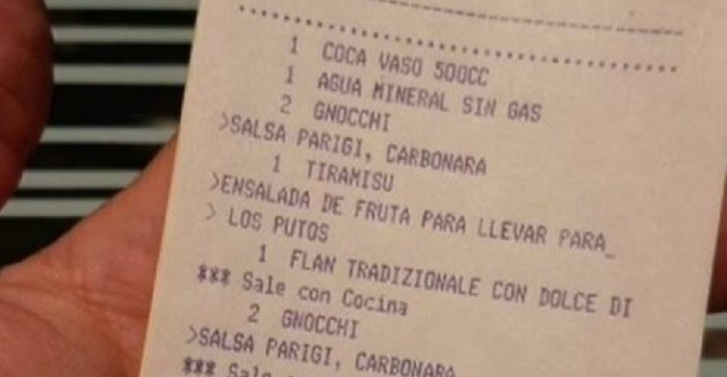 1 COCA VASO 500CC
1 AGUA MINERAL SIN GAS
2 GNOCCHI
>SALSA PARIGI, CARBONARA
1 TIRAMISU
>ENSALADA DE FRUTA PARA LLEVAR PARA_
> LOS PUTOS
1 FLAN TRADIZIONALE CON DOLCE DI
*** Sale con Cocina
2 GNOCCHI
>SALSA PARIGI, CARBONARA
*** Sale